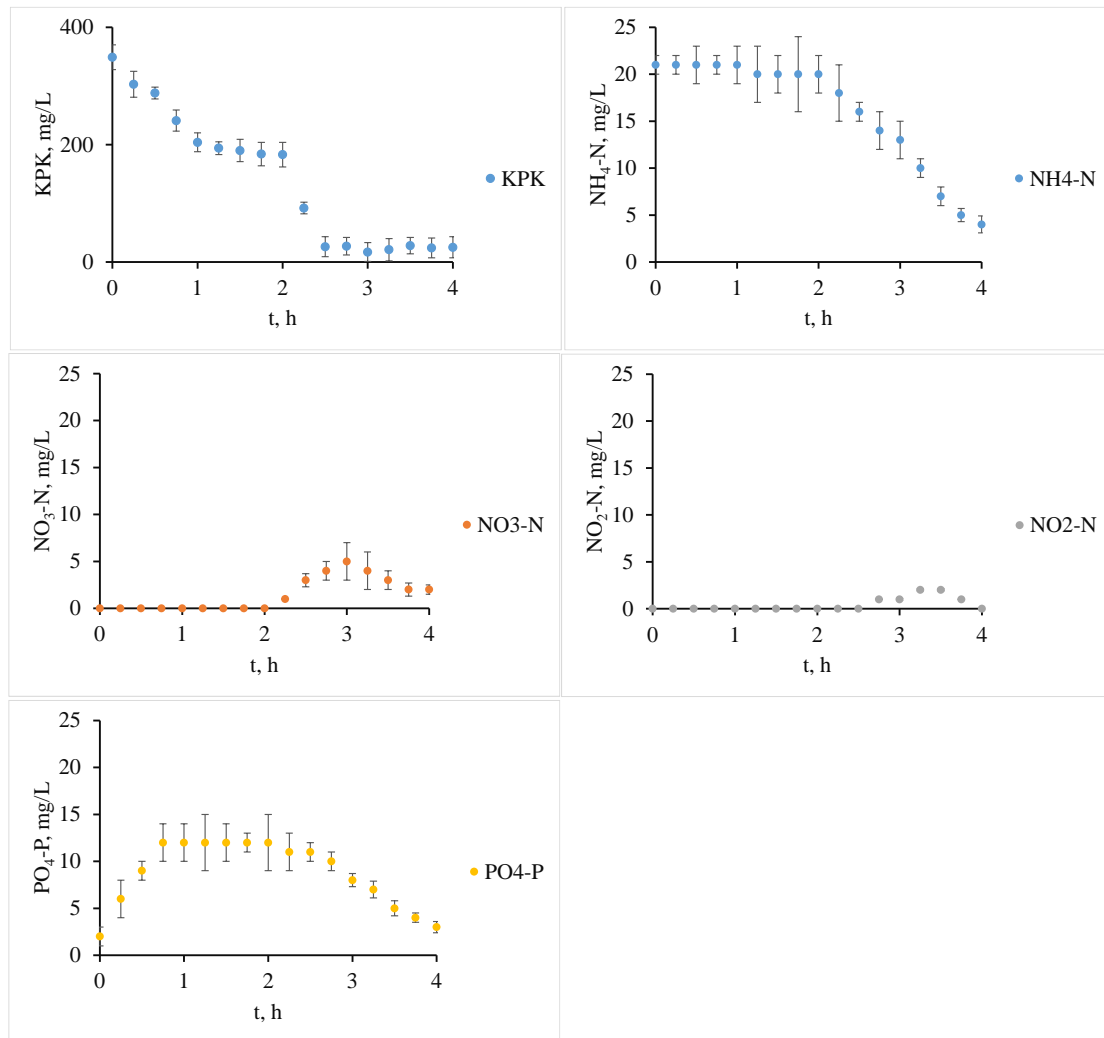 400
200
0
KPK, mg/L
0 1 2 3 4
t, h
KPK
25
20
15
10
5
0
NH₄-N, mg/L
0 1 2 3 4
t, h
NH4-N
25
20
15
10
5
0
NO₃-N, mg/L
0 1 2 3 4
t, h
NO3-N
25
20
15
10
5
0
NO₂-N, mg/L
0 1 2 3 4
t, h
NO2-N
25
20
15
10
5
0
PO₄-P, mg/L
0 1 2 3 4
t, h
PO4-P